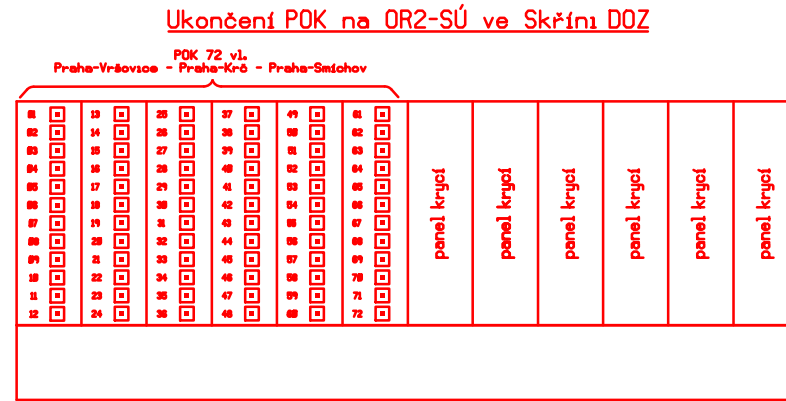 Ukončení POK na OR2-SÚ ve Skříni DOZ
POK 72 vl.
Praha-Vršovice - Praha-Krč - Praha-Smíchov
01 13 25 37 49 61
02 14 26 38 50 62
03 15 27 39 51 63
04 16 28 40 52 64
05 17 29 41 53 65
06 18 30 42 54 66
07 19 31 43 55 67
08 20 32 44 56 68
09 21 33 45 57 69
10 22 34 46 58 70
11 23 35 47 59 71
12 24 36 48 60 72
panel krycí
panel krycí
panel krycí
panel krycí
panel krycí
panel krycí